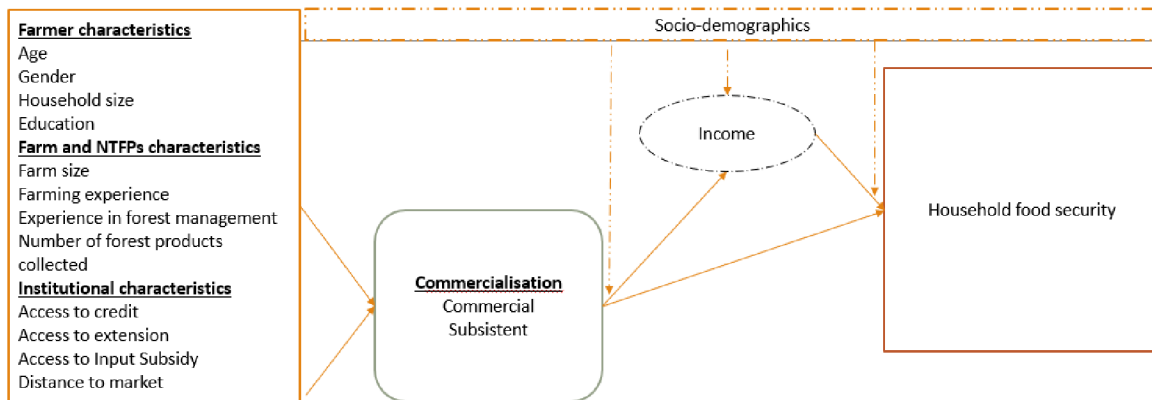 Farmer characteristics
Age
Gender
Household size
Education
Farm and NTFPs characteristics
Farm size
Farming experience
Experience in forest management
Number of forest products
collected
Institutional characteristics
Access to credit
Access to extension
Access to Input Subsidy
Distance to market
Socio-demographics
Income
Commercialisation
Commercial
Subsistent
Household food security